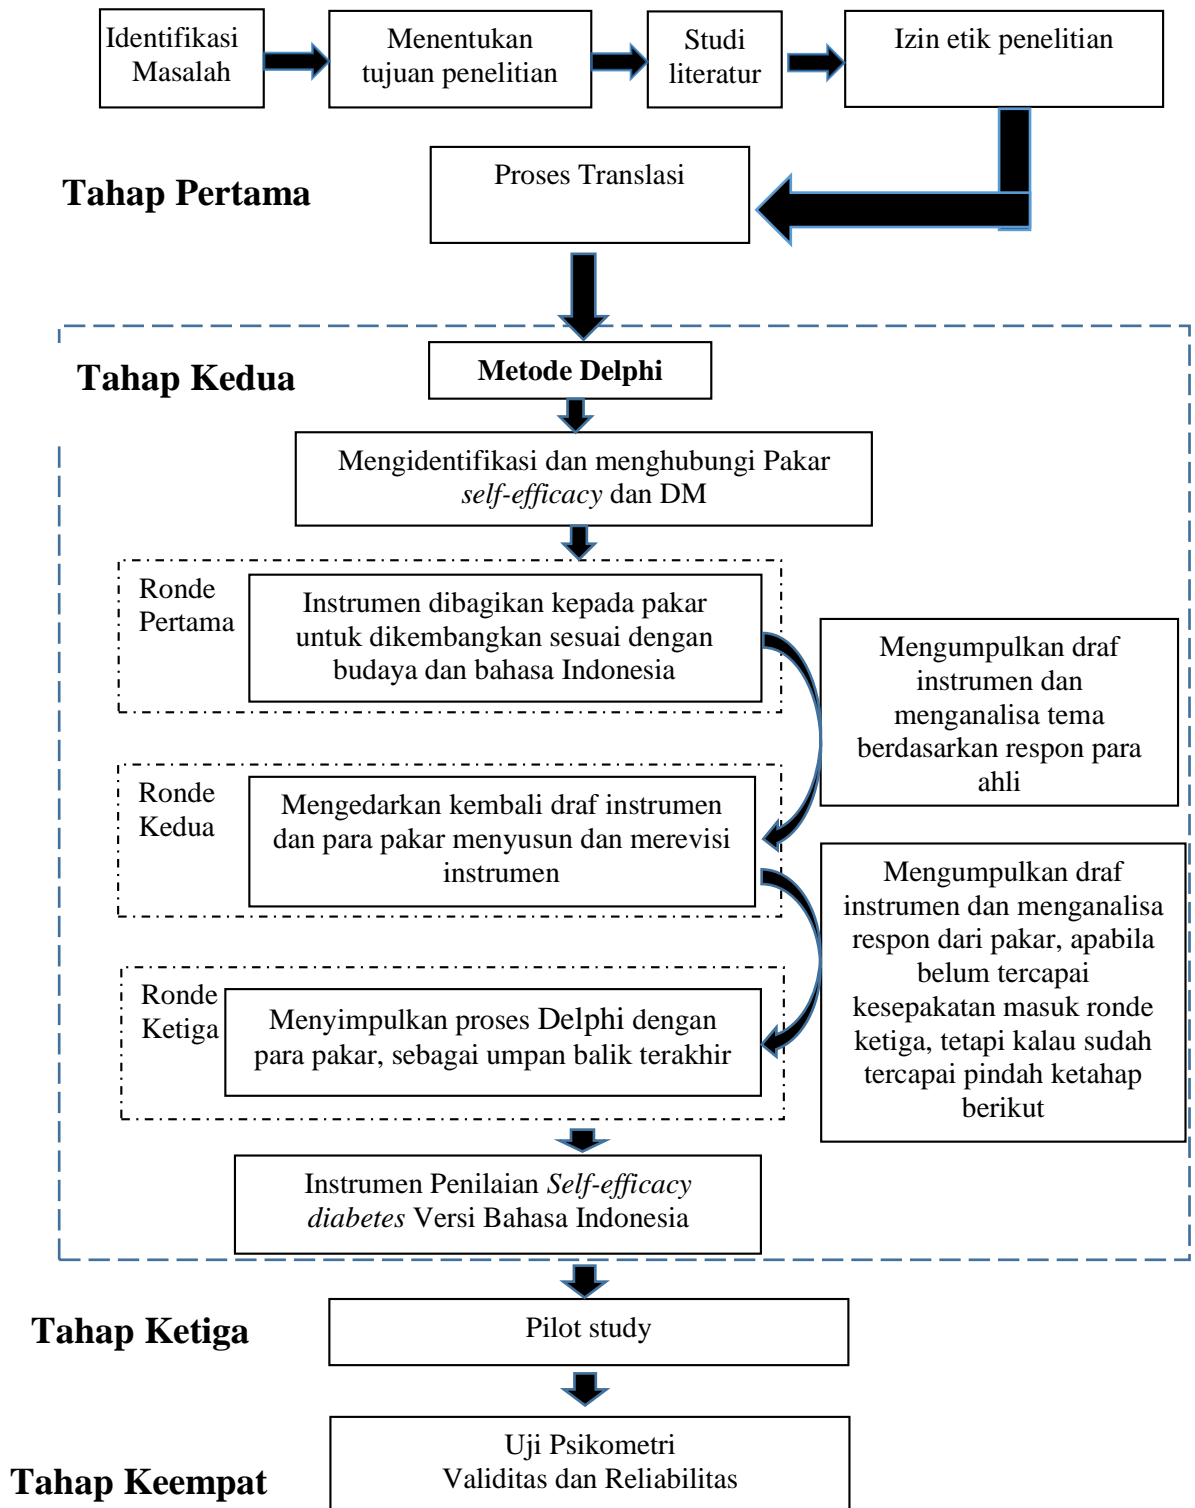 Identifikasi
Masalah
Menentukan
tujuan penelitian
Studi
literatur
Izin etik penelitian
Tahap Pertama
Proses Translasi
Tahap Kedua
Metode Delphi
Mengidentifikasi dan menghubungi Pakar
self-efficacy dan DM
Ronde
Pertama
Instrumen dibagikan kepada pakar
untuk dikembangkan sesuai dengan
budaya dan bahasa Indonesia
Mengumpulkan draf
instrumen dan
menganalisa tema
berdasarkan respon para
ahli
Ronde
Kedua
Mengedarkan kembali draf instrumen
dan para pakar menyusun dan merevisi
instrumen
Mengumpulkan draf
instrumen dan menganalisa
respon dari pakar, apabila
belum tercapai
kesepakatan masuk ronde
ketiga, tetapi kalau sudah
tercapai pindah ketahap
berikut
Ronde
Ketiga
Menyimpulkan proses Delphi dengan
para pakar, sebagai umpan balik terakhir
Instrumen Penilaian Self-efficacy
diabetes Versi Bahasa Indonesia
Tahap Ketiga
Pilot study
Tahap Keempat
Uji Psikometri
Validitas dan Reliabilitas